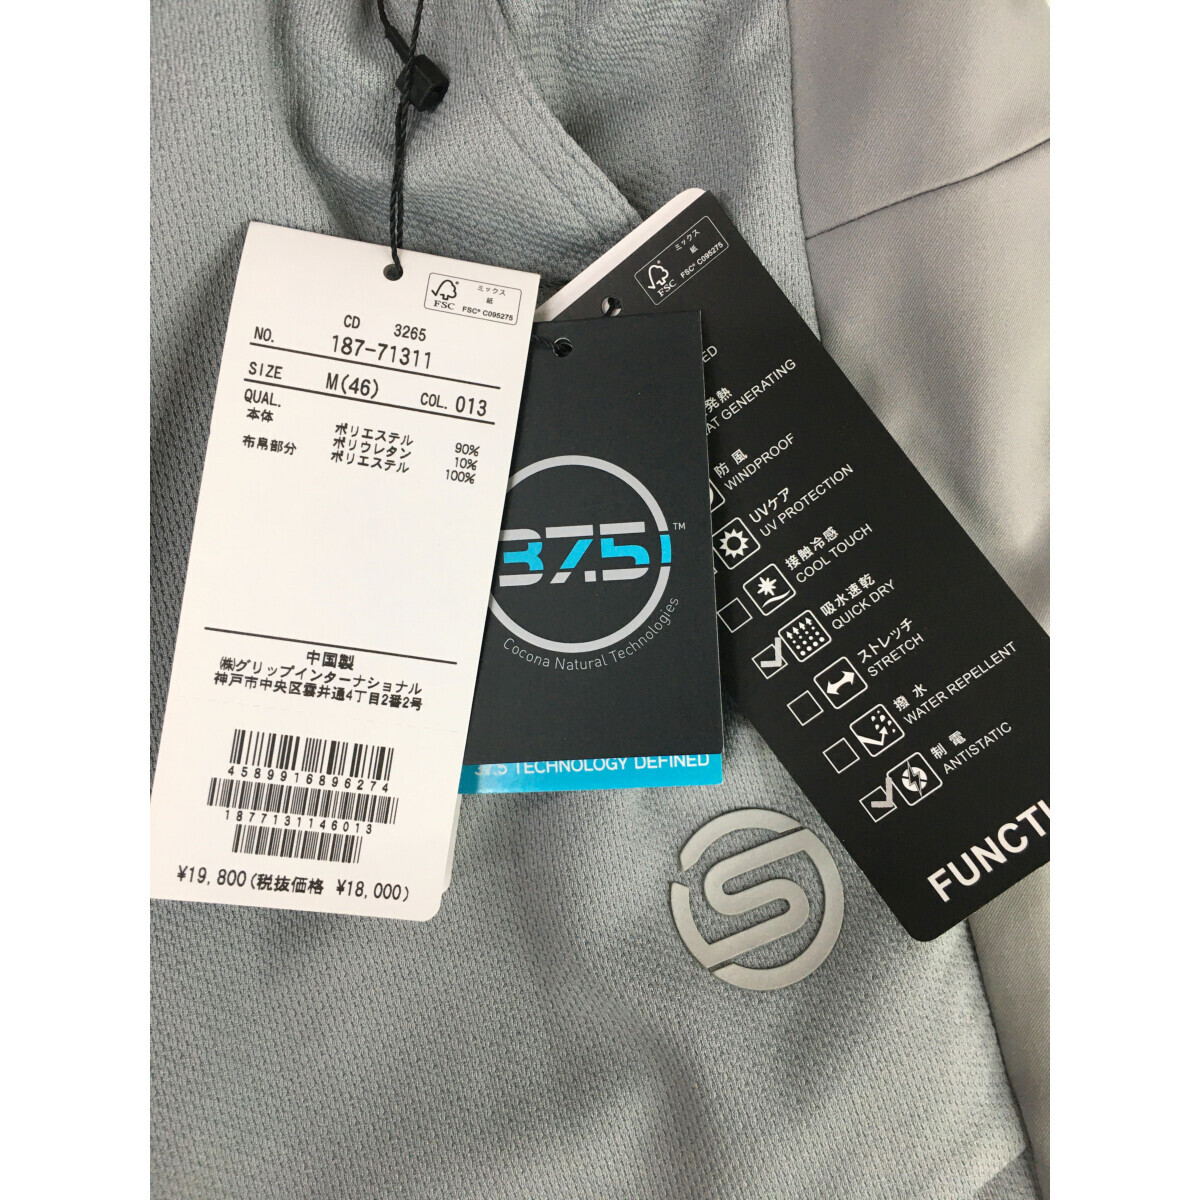 ミックス
紙
FSC
FSC® C095275
CD 3265
NO. 187-71311
SIZE M(46) COL. 013
QUAL.
本体 ポリエステル 90%
ポリウレタン 10%
布帛部分 ポリエステル 100%
中国製
㈱グリップインターナショナル
神戸市中央区雲井通4丁目2番2号
4589916896274
1877131146013
¥19,800(税抜価格 ¥18,000)
37.5™
Cocona Natural Technologies
37.5 TECHNOLOGY DEFINED
ミックス
紙
FSC
FSC® C095275
発熱
GENERATING
防風
WINDPROOF
UVケア
UV PROTECTION
接触冷感
COOL TOUCH
吸水速乾
QUICK DRY
ストレッチ
STRETCH
撥水
WATER REPELLENT
制電
ANTISTATIC
S